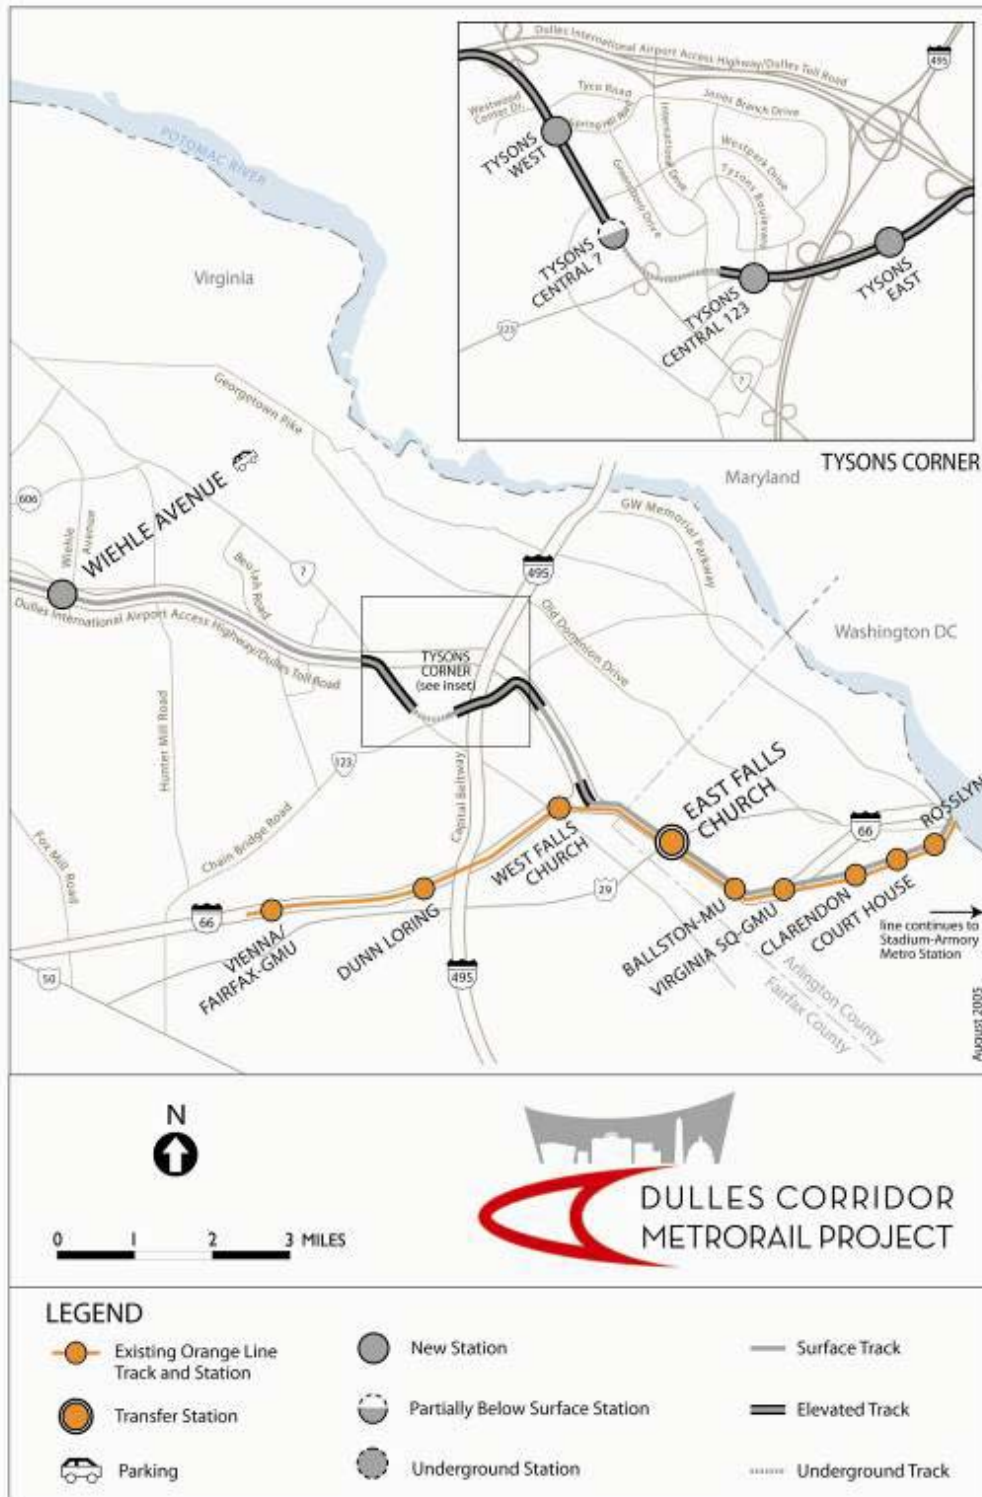 Dulles International Airport Access Highway/Dulles Toll Road
495
Westwood
Center Dr.
Tyco Road
Jones Branch Drive
Spring Hill Road
International Drive
Westpark Drive
Greensboro Drive
Tysons Boulevard
TYSONS
WEST
TYSONS
CENTRAL 7
TYSONS
CENTRAL 123
TYSONS
EAST
123
7
TYSONS CORNER
POTOMAC RIVER
Virginia
Maryland
Washington DC
Georgetown Pike
GW Memorial Parkway
606
Wiehle
Avenue
WIEHLE AVENUE
Beulah Road
7
495
Old Dominion Drive
Dulles International Airport Access Highway/Dulles Toll Road
TYSONS
CORNER
(see inset)
Hunter Mill Road
123
Capital Beltway
Chain Bridge Road
Fox Mill Road
EAST FALLS
CHURCH
WEST FALLS
CHURCH
ROSSLYN
66
29
66
50
VIENNA/
FAIRFAX-GMU
DUNN LORING
495
BALLSTON-MU
VIRGINIA SQ-GMU
CLARENDON
COURT HOUSE
line continues to
Stadium-Armory
Metro Station
Arlington County
Fairfax County
August 2005
N
0 1 2 3 MILES
DULLES CORRIDOR
METRORAIL PROJECT
LEGEND
Existing Orange Line
Track and Station
Transfer Station
Parking
New Station
Partially Below Surface Station
Underground Station
Surface Track
Elevated Track
Underground Track